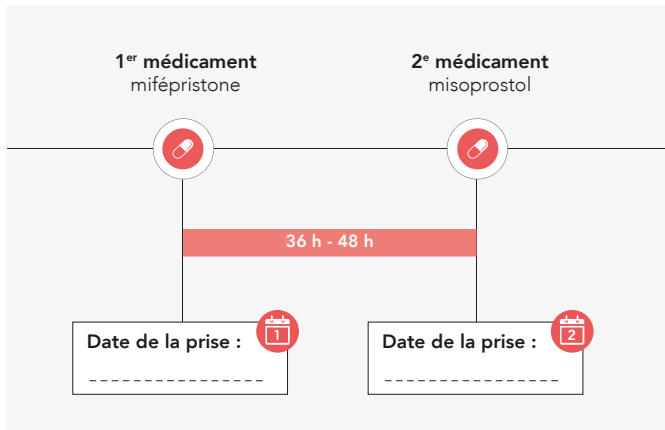 1er médicament
mifépristone
2e médicament
misoprostol
36 h - 48 h
Date de la prise :
1
Date de la prise :
2